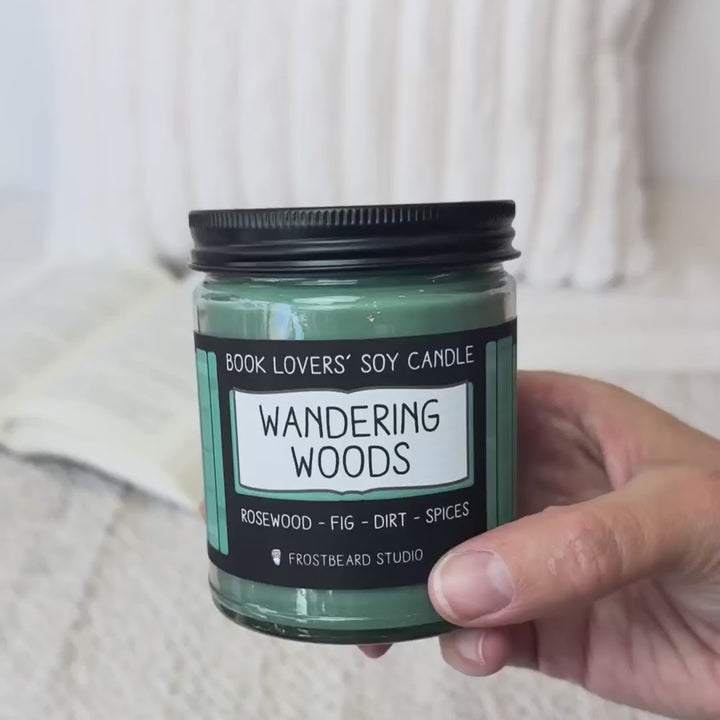 BOOK LOVERS' SOY CANDLE
WANDERING
WOODS
ROSEWOOD - FIG - DIRT - SPICES
FROSTBEARD STUDIO